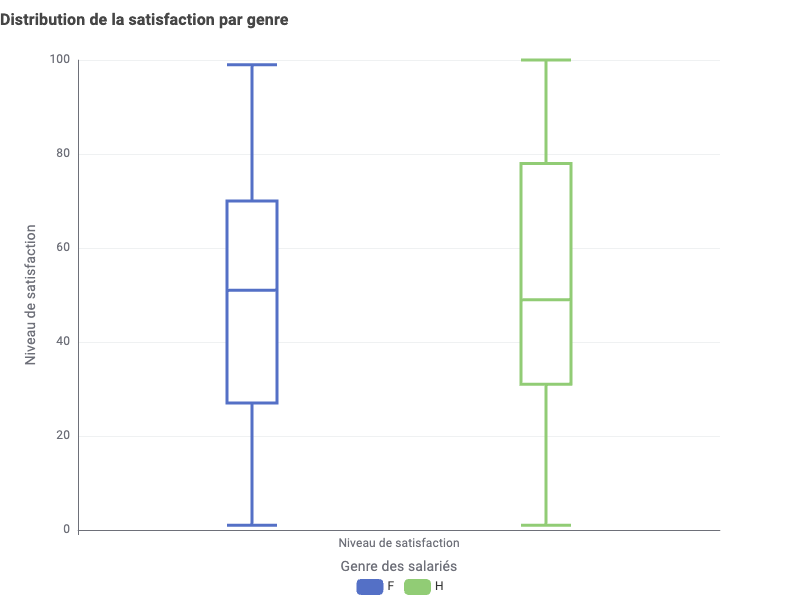 Distribution de la satisfaction par genre
100
80
60
40
20
0
Niveau de satisfaction
Niveau de satisfaction
Genre des salariés
F H